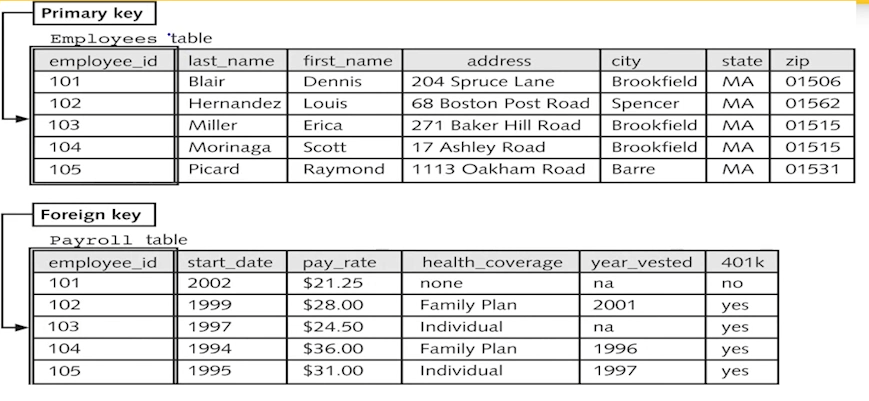 Primary key
Employees table
employee_id last_name first_name address city state zip
101 Blair Dennis 204 Spruce Lane Brookfield MA 01506
102 Hernandez Louis 68 Boston Post Road Spencer MA 01562
103 Miller Erica 271 Baker Hill Road Brookfield MA 01515
104 Morinaga Scott 17 Ashley Road Brookfield MA 01515
105 Picard Raymond 1113 Oakham Road Barre MA 01531
Foreign key
Payroll table
employee_id start_date pay_rate health_coverage year_vested 401k
101 2002 $21.25 none na no
102 1999 $28.00 Family Plan 2001 yes
103 1997 $24.50 Individual na yes
104 1994 $36.00 Family Plan 1996 yes
105 1995 $31.00 Individual 1997 yes